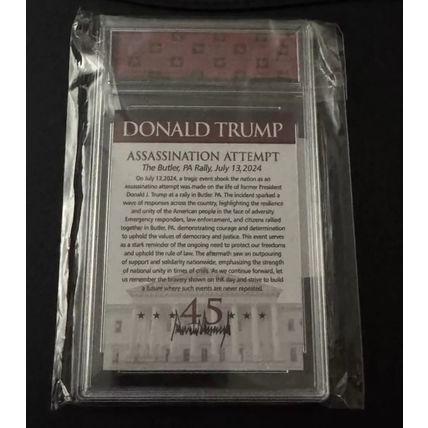 DONALD TRUMP
ASSASSINATION ATTEMPT
The Butler, PA Rally, July 13,2024
On July 13,2024, a tragic event shook the nation as an
assassination attempt was made on the life of former President
Donald J. Trump at a rally in Butler, PA. The incident sparked a
wave of responses across the country, highlighting the resilience
and unity of the American people in the face of adversity.
Emergency responders, law enforcement, and citizens rallied
together in Butler, PA, demonstrating courage and determination
to uphold the values of democracy and justice. This event serves
as a stark reminder of the ongoing need to protect our freedoms
and uphold the rule of law. The aftermath saw an outpouring
of support and solidarity nationwide, emphasizing the strength
of national unity in times of crisis. As we continue forward, let
us remember the bravery shown on that day and strive to build
a future where such events are never repeated.
45